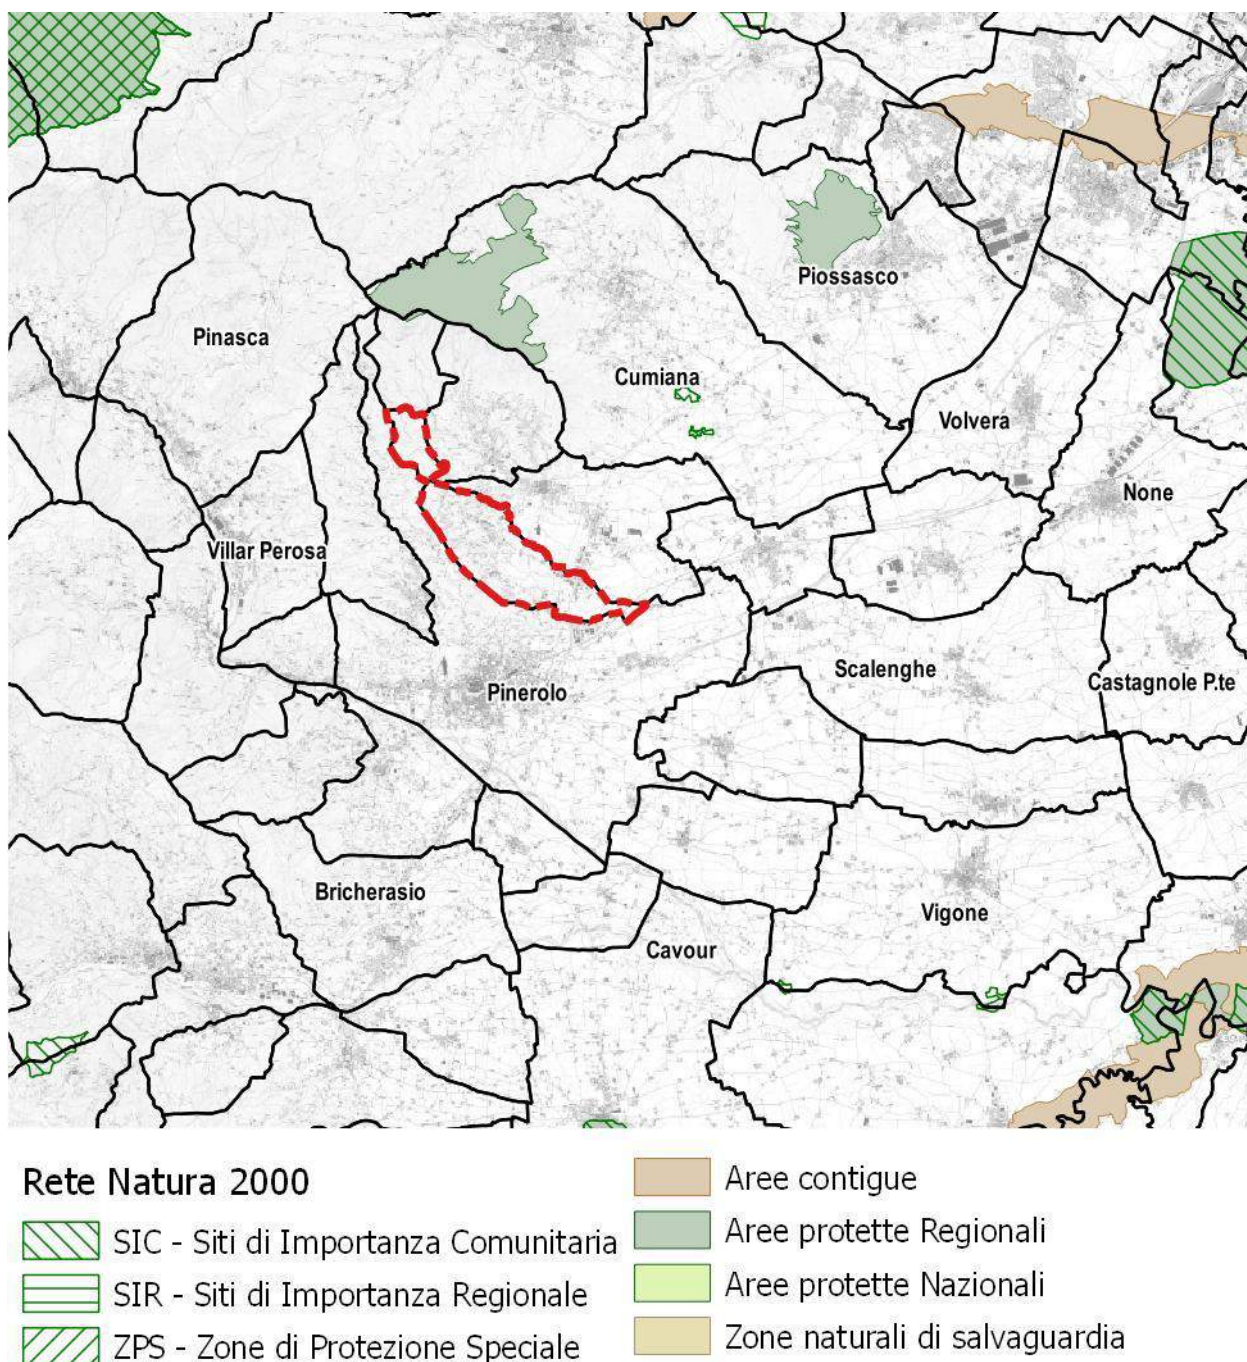 Piossasco
Pinasca
Cumiana
Volvera
None
Villar Perosa
Scalenghe
Castagnole P.te
Pinerolo
Bricherasio
Vigone
Cavour
Rete Natura 2000
SIC - Siti di Importanza Comunitaria
SIR - Siti di Importanza Regionale
ZPS - Zone di Protezione Speciale
Aree contigue
Aree protette Regionali
Aree protette Nazionali
Zone naturali di salvaguardia